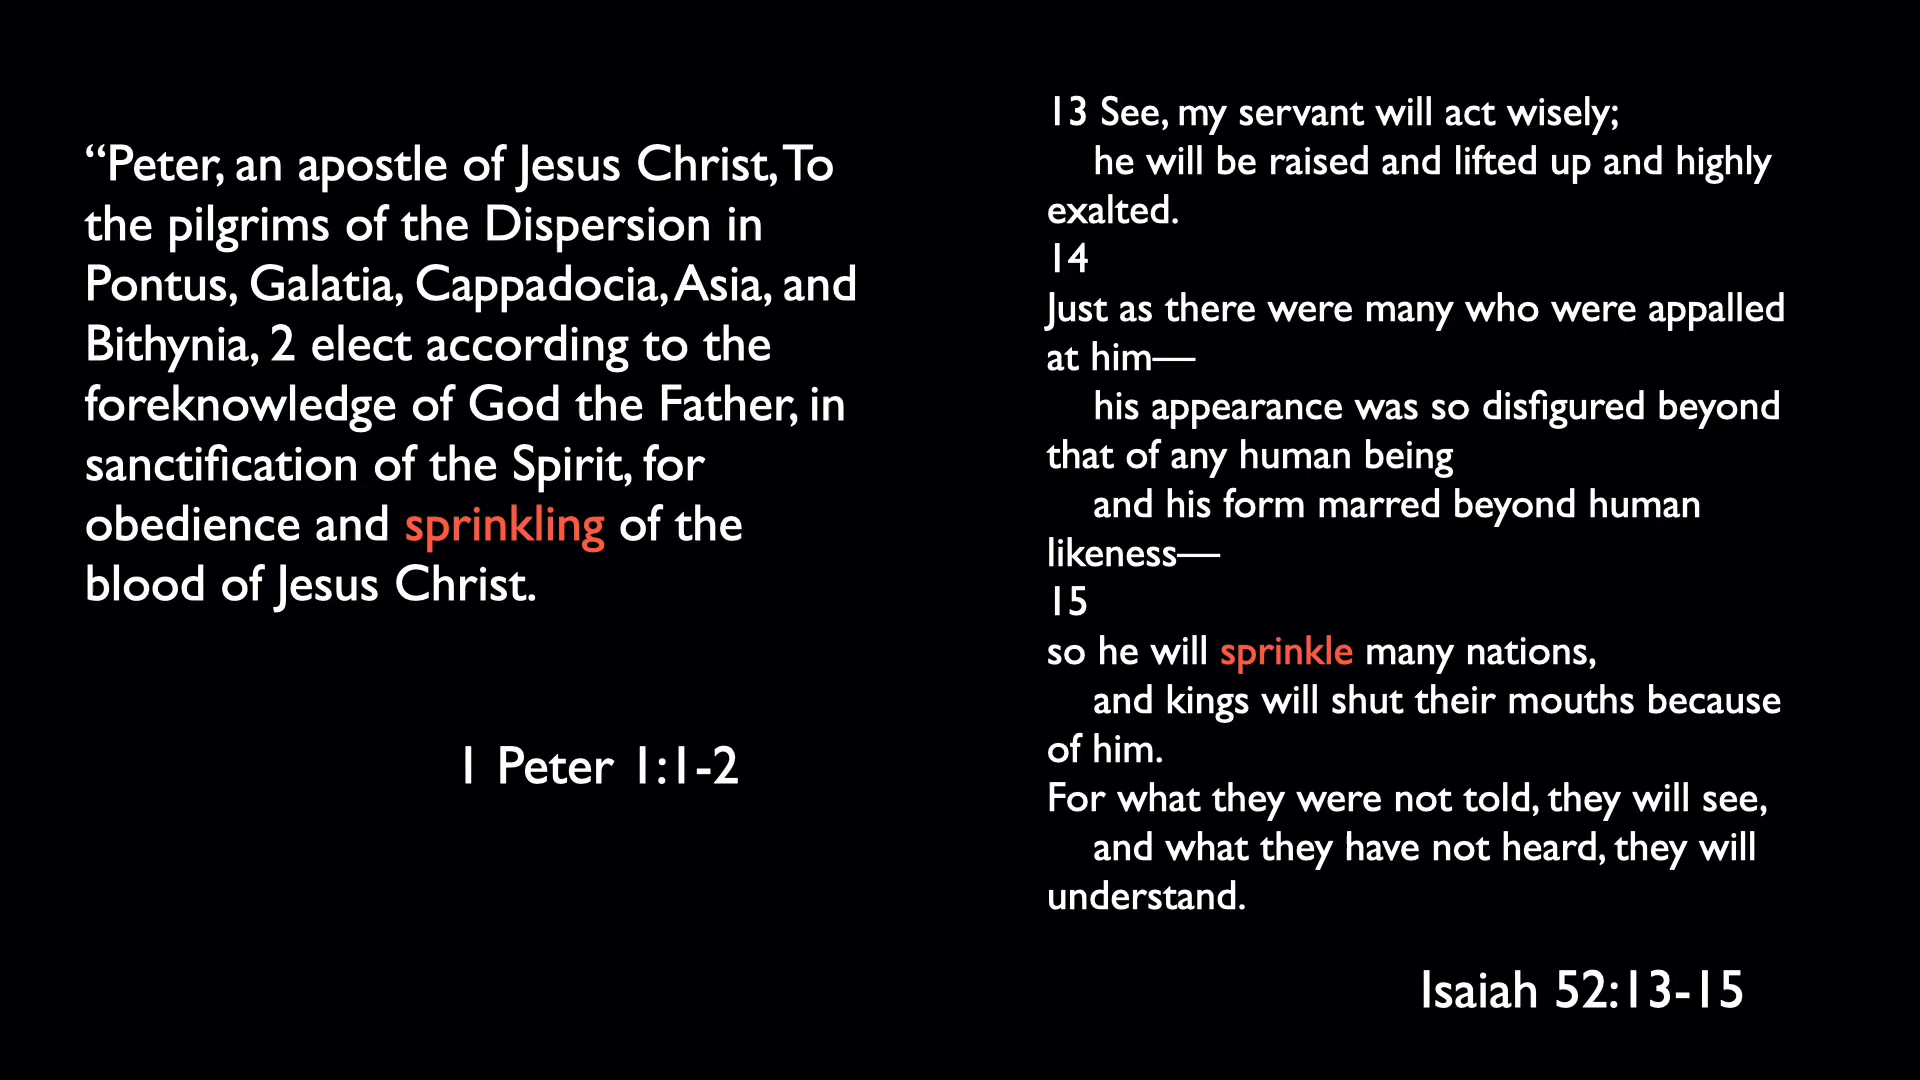 “Peter, an apostle of Jesus Christ, To
the pilgrims of the Dispersion in
Pontus, Galatia, Cappadocia, Asia, and
Bithynia, 2 elect according to the
foreknowledge of God the Father, in
sanctification of the Spirit, for
obedience and sprinkling of the
blood of Jesus Christ.
1 Peter 1:1-2
13 See, my servant will act wisely;
he will be raised and lifted up and highly
exalted.
14
Just as there were many who were appalled
at him—
his appearance was so disfigured beyond
that of any human being
and his form marred beyond human
likeness—
15
so he will sprinkle many nations,
and kings will shut their mouths because
of him.
For what they were not told, they will see,
and what they have not heard, they will
understand.
Isaiah 52:13-15